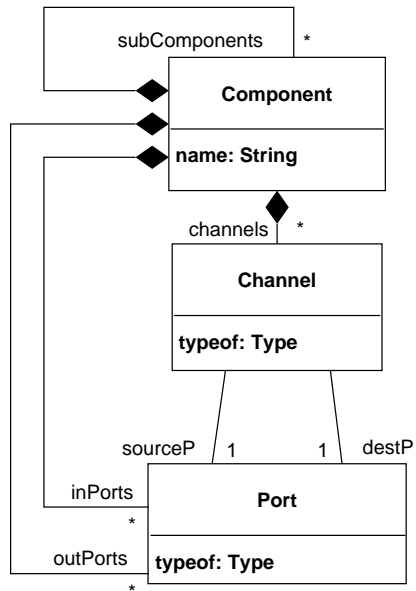 subComponents *
Component
name: String
channels *
Channel
typeof: Type
sourceP 1 1 destP
inPorts
*
Port
outPorts
*
typeof: Type